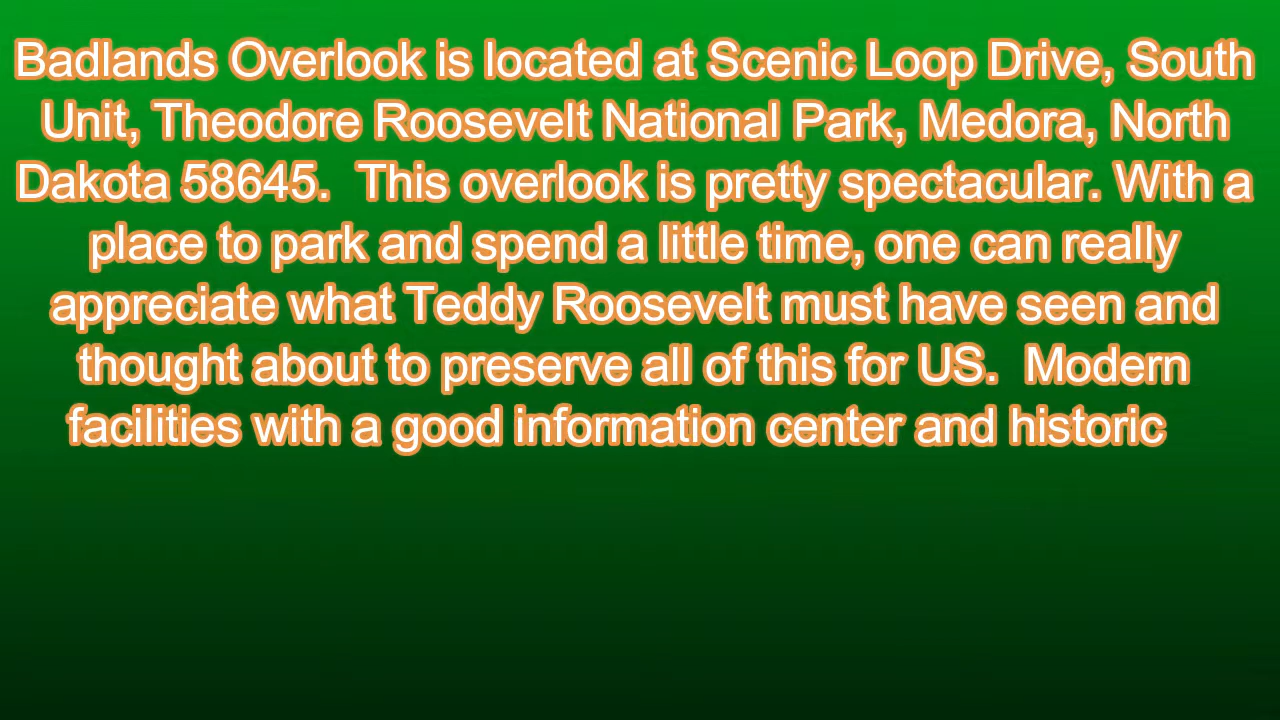 Badlands Overlook is located at Scenic Loop Drive, South
Unit, Theodore Roosevelt National Park, Medora, North
Dakota 58645.  This overlook is pretty spectacular. With a
place to park and spend a little time, one can really
appreciate what Teddy Roosevelt must have seen and
thought about to preserve all of this for US.  Modern
facilities with a good information center and historic